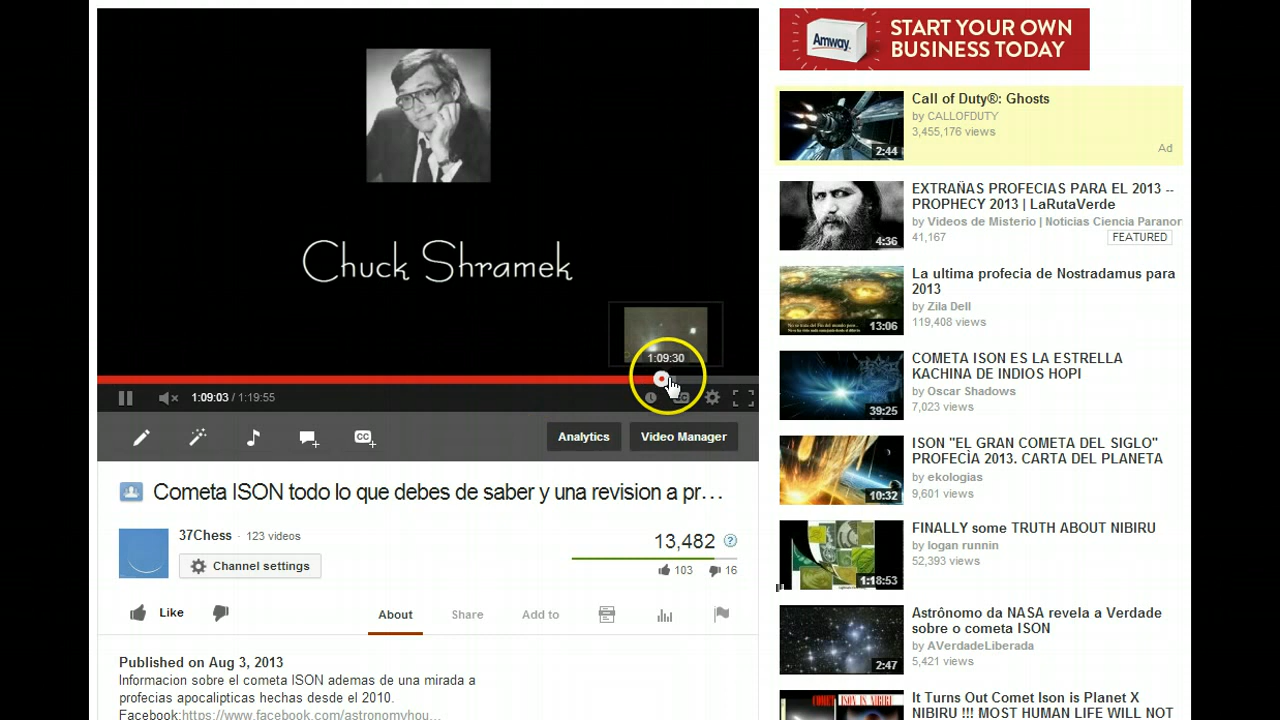 Chuck Shramek
1:09:30
1:09:03 / 1:19:55
CC
Analytics
Video Manager
Cometa ISON todo lo que debes de saber y una revision a pr...
37Chess · 123 videos
Channel settings
13,482
?
103
16
Like
About
Share
Add to
Published on Aug 3, 2013
Informacion sobre el cometa ISON ademas de una mirada a
profecias apocalipticas hechas desde el 2010.
Facebook:https://www.facebook.com/astronomyhou...
Amway.
START YOUR OWN
BUSINESS TODAY
2:44
Call of Duty®: Ghosts
by CALLOFDUTY
3,455,176 views
Ad
4:36
EXTRAÑAS PROFECIAS PARA EL 2013 --
PROPHECY 2013 | LaRutaVerde
by Videos de Misterio | Noticias Ciencia Paranor
41,167
FEATURED
13:06
La ultima profecia de Nostradamus para
2013
by Zila Dell
119,408 views
39:25
COMETA ISON ES LA ESTRELLA
KACHINA DE INDIOS HOPI
by Oscar Shadows
7,023 views
10:32
ISON "EL GRAN COMETA DEL SIGLO"
PROFECÌA 2013. CARTA DEL PLANETA
by ekologias
9,601 views
1:18:53
FINALLY some TRUTH ABOUT NIBIRU
by logan runnin
52,393 views
2:47
Astrônomo da NASA revela a Verdade
sobre o cometa ISON
by AVerdadeLiberada
5,421 views
It Turns Out Comet Ison is Planet X
NIBIRU !!! MOST HUMAN LIFE WILL NOT